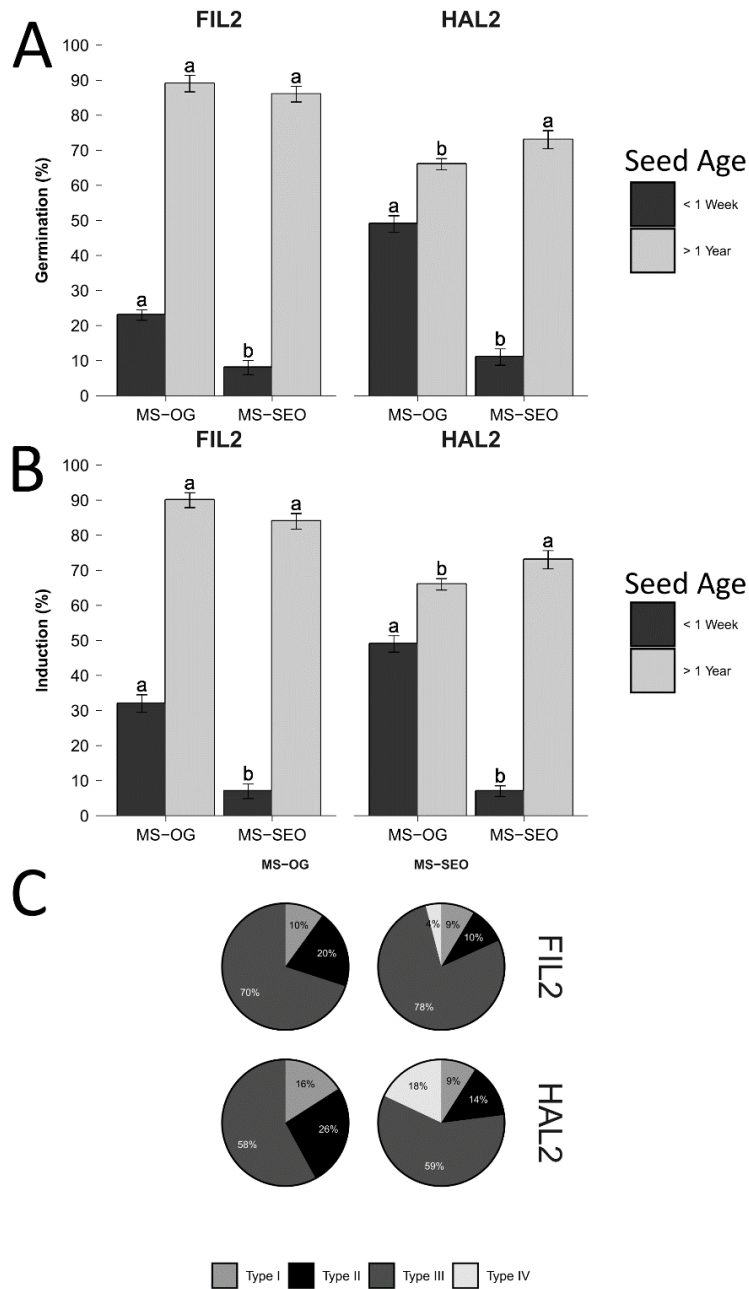 A
FIL2
HAL2
Germination (%)
100
90
80
70
60
50
40
30
20
10
0
a
a
b
a
a
b
b
a
MS−OG
MS−SEO
MS−OG
MS−SEO
Seed Age
< 1 Week
> 1 Year
B
FIL2
HAL2
Induction (%)
100
90
80
70
60
50
40
30
20
10
0
a
a
b
a
a
b
b
a
MS−OG
MS−SEO
MS−OG
MS−SEO
Seed Age
< 1 Week
> 1 Year
C
MS−OG
MS−SEO
10%
20%
70%
4%
9%
10%
78%
FIL2
16%
26%
58%
18%
9%
14%
59%
HAL2
Type I
Type II
Type III
Type IV